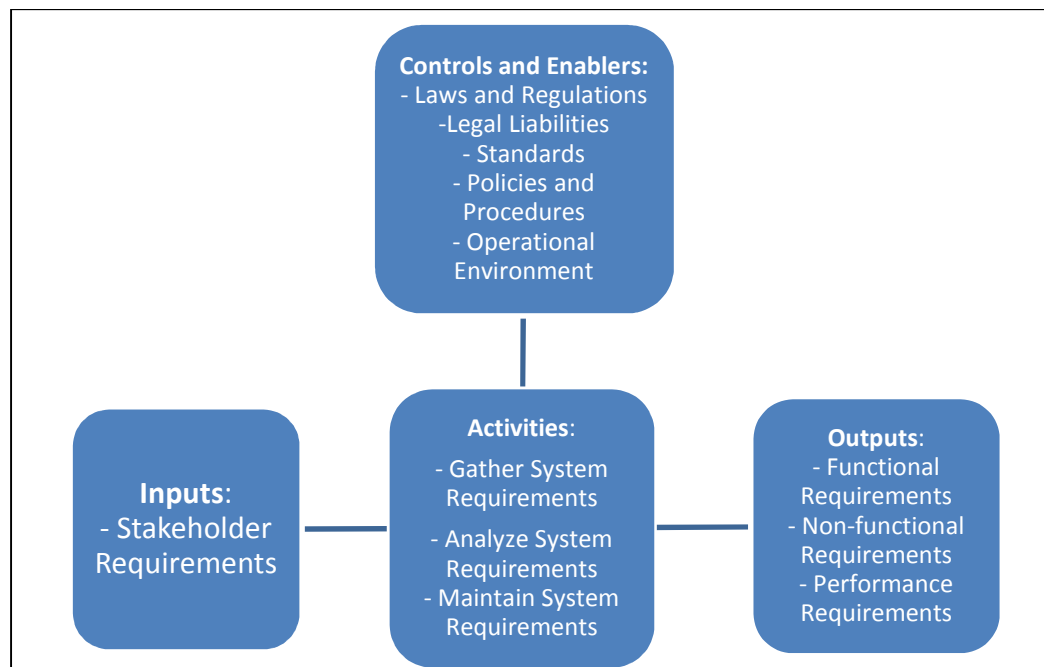 Controls and Enablers:
- Laws and Regulations
-Legal Liabilities
- Standards
- Policies and
Procedures
- Operational
Environment
Inputs:
- Stakeholder
Requirements
Activities:
- Gather System
Requirements
- Analyze System
Requirements
- Maintain System
Requirements
Outputs:
- Functional
Requirements
- Non-functional
Requirements
- Performance
Requirements